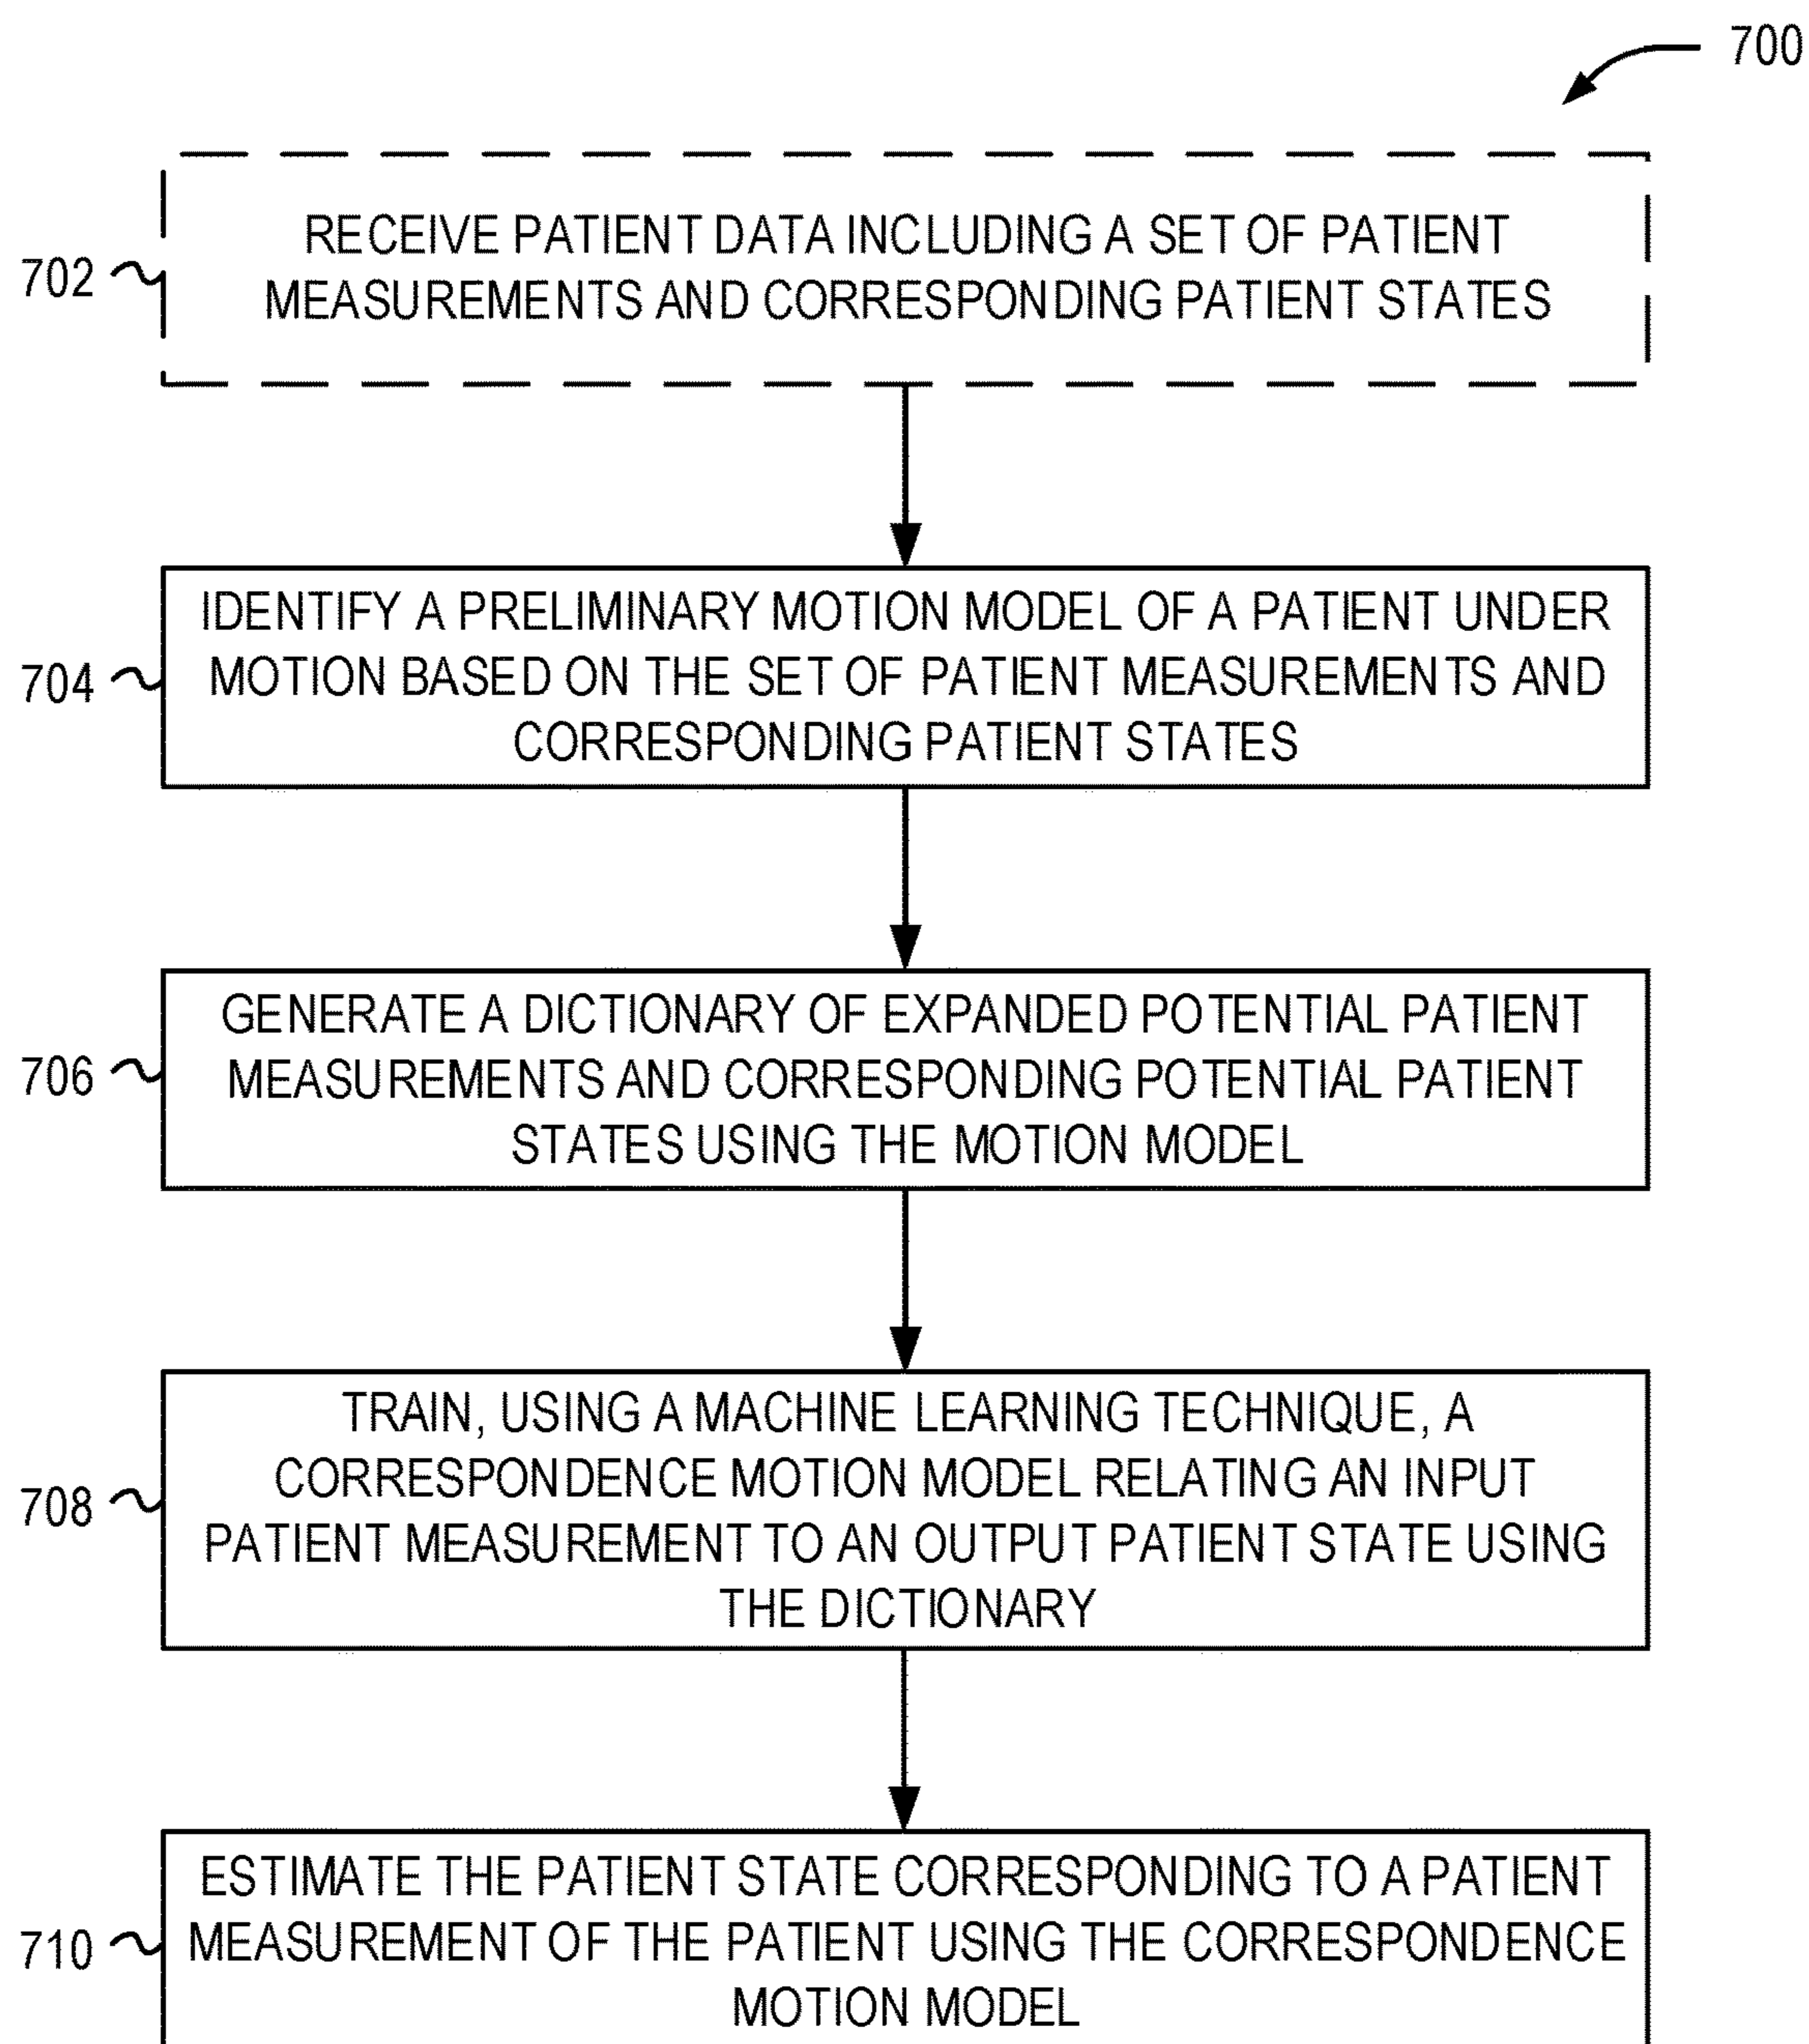 700
RECEIVE PATIENT DATA INCLUDING A SET OF PATIENT
MEASUREMENTS AND CORRESPONDING PATIENT STATES
702
IDENTIFY A PRELIMINARY MOTION MODEL OF A PATIENT UNDER
MOTION BASED ON THE SET OF PATIENT MEASUREMENTS AND
CORRESPONDING PATIENT STATES
704
GENERATE A DICTIONARY OF EXPANDED POTENTIAL PATIENT
MEASUREMENTS AND CORRESPONDING POTENTIAL PATIENT
STATES USING THE MOTION MODEL
706
TRAIN, USING A MACHINE LEARNING TECHNIQUE, A
CORRESPONDENCE MOTION MODEL RELATING AN INPUT
PATIENT MEASUREMENT TO AN OUTPUT PATIENT STATE USING
THE DICTIONARY
708
ESTIMATE THE PATIENT STATE CORRESPONDING TO A PATIENT
MEASUREMENT OF THE PATIENT USING THE CORRESPONDENCE
MOTION MODEL
710